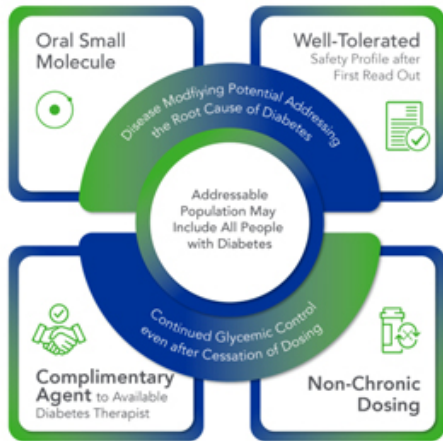 Oral Small
Molecule
Well-Tolerated
Safety Profile after
First Read Out
Disease Modfiying Potential Addressing
the Root Cause of Diabetes
Addressable
Population May
Include All People
with Diabetes
Continued Glycemic Control
even after Cessation of Dosing
Complimentary
Agent to Available
Diabetes Therapist
Non-Chronic
Dosing